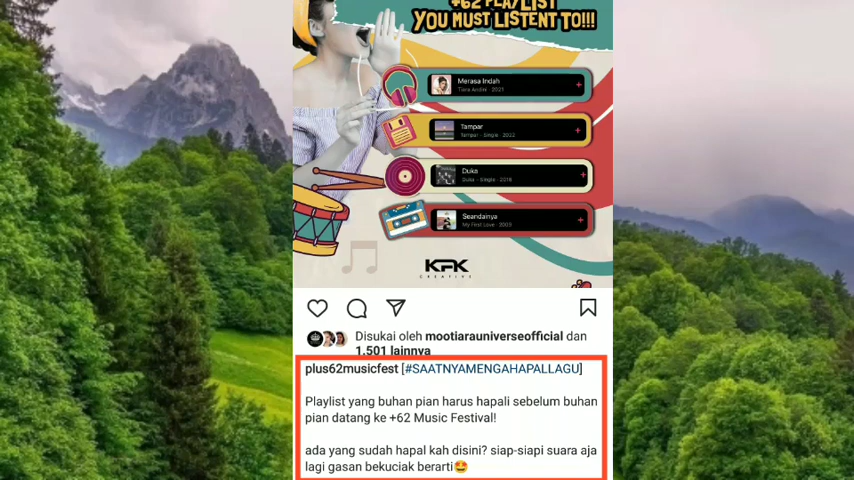 +62 PLAYLIST
YOU MUST LISTENT TO!!!
Merasa Indah
Tiara Andini · 2021
Tampar
Tampar - Single · 2022
Duka
Duka - Single · 2019
Seandainya
My First Love · 2003
KPK
CREATIVE
Disukai oleh mootiarauniverseofficial dan
1.501 lainnya
plus62musicfest [#SAATNYAMENGAHAPALLAGU]
Playlist yang buhan pian harus hapali sebelum buhan
pian datang ke +62 Music Festival!
ada yang sudah hapal kah disini? siap-siapi suara aja
lagi gasan bekuciak berarti🤩